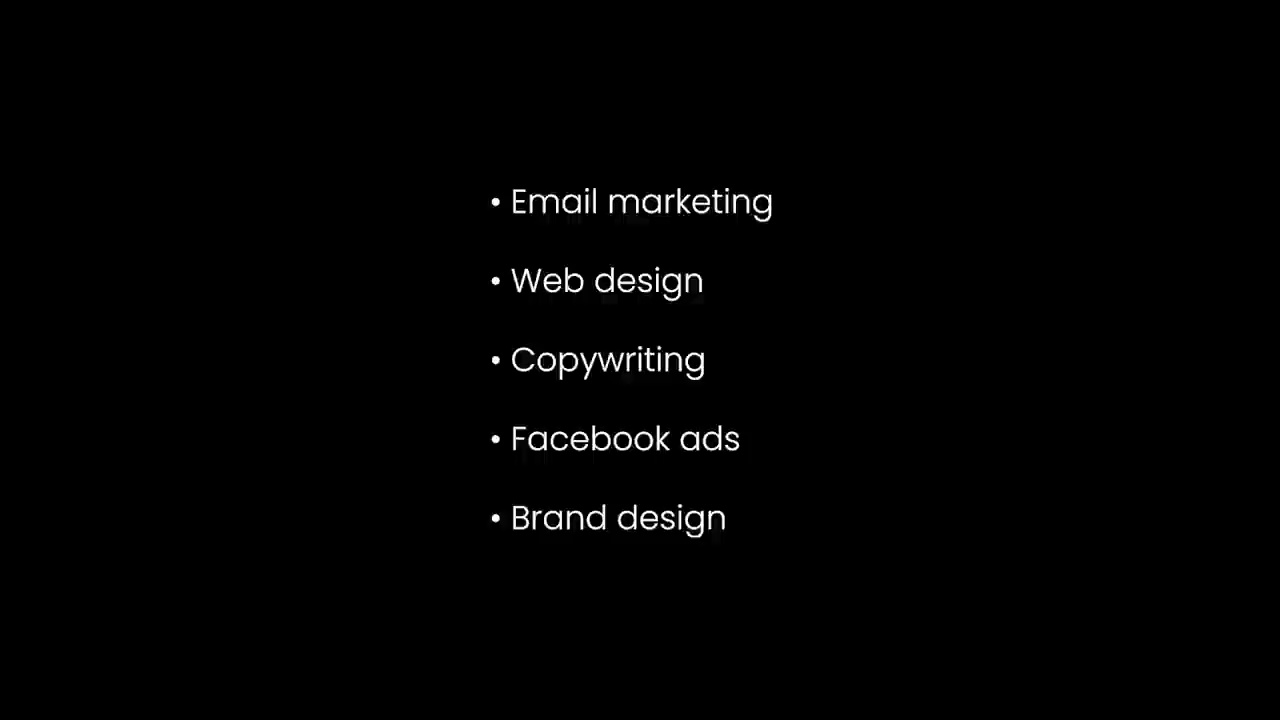 • Email marketing
• Web design
• Copywriting
• Facebook ads
• Brand design